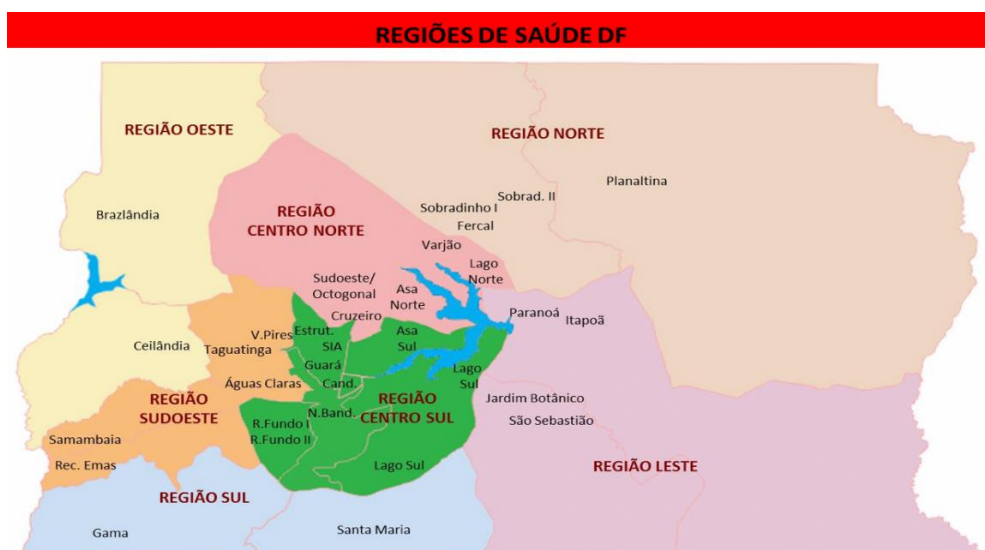 REGIÕES DE SAÚDE DF
REGIÃO OESTE
REGIÃO NORTE
Planaltina
Sobrad. II
Sobradinho I
Fercal
Brazlândia
REGIÃO
CENTRO NORTE
Varjão
Lago
Norte
Sudoeste/
Octogonal
Asa
Norte
Cruzeiro
Paranoá
Itapoã
V.Pires
Estrut.
SIA
Asa
Sul
Ceilândia
Taguatinga
Guará
Lago
Sul
Águas Claras
Cand.
REGIÃO
SUDOESTE
N.Band.
REGIÃO
CENTRO SUL
Jardim Botânico
São Sebastião
R.Fundo I
R.Fundo II
Samambaia
Rec. Emas
Lago Sul
REGIÃO LESTE
REGIÃO SUL
Gama
Santa Maria